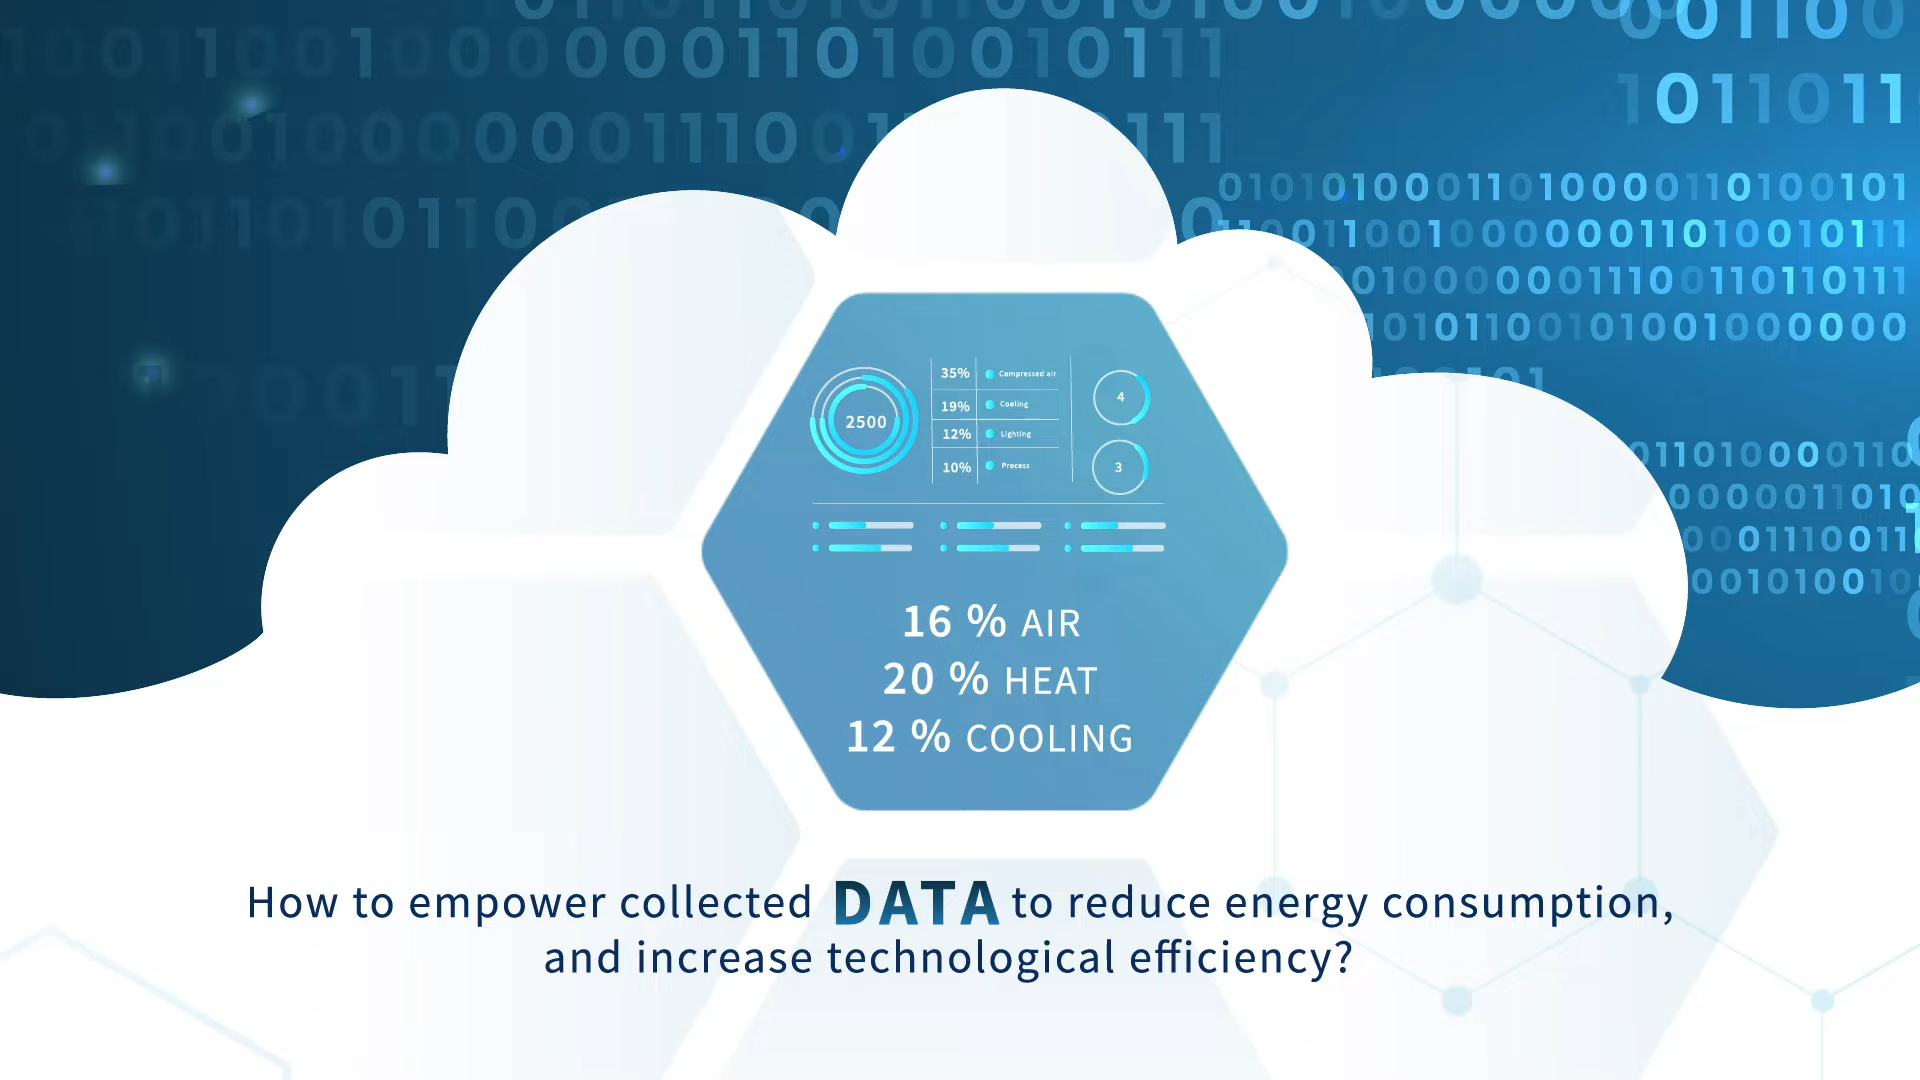 2500
35% Compressed air
19% Cooling
12% Lighting
10% Process
4
3
16 % AIR
20 % HEAT
12 % COOLING
How to empower collected DATA to reduce energy consumption,
and increase technological efficiency?